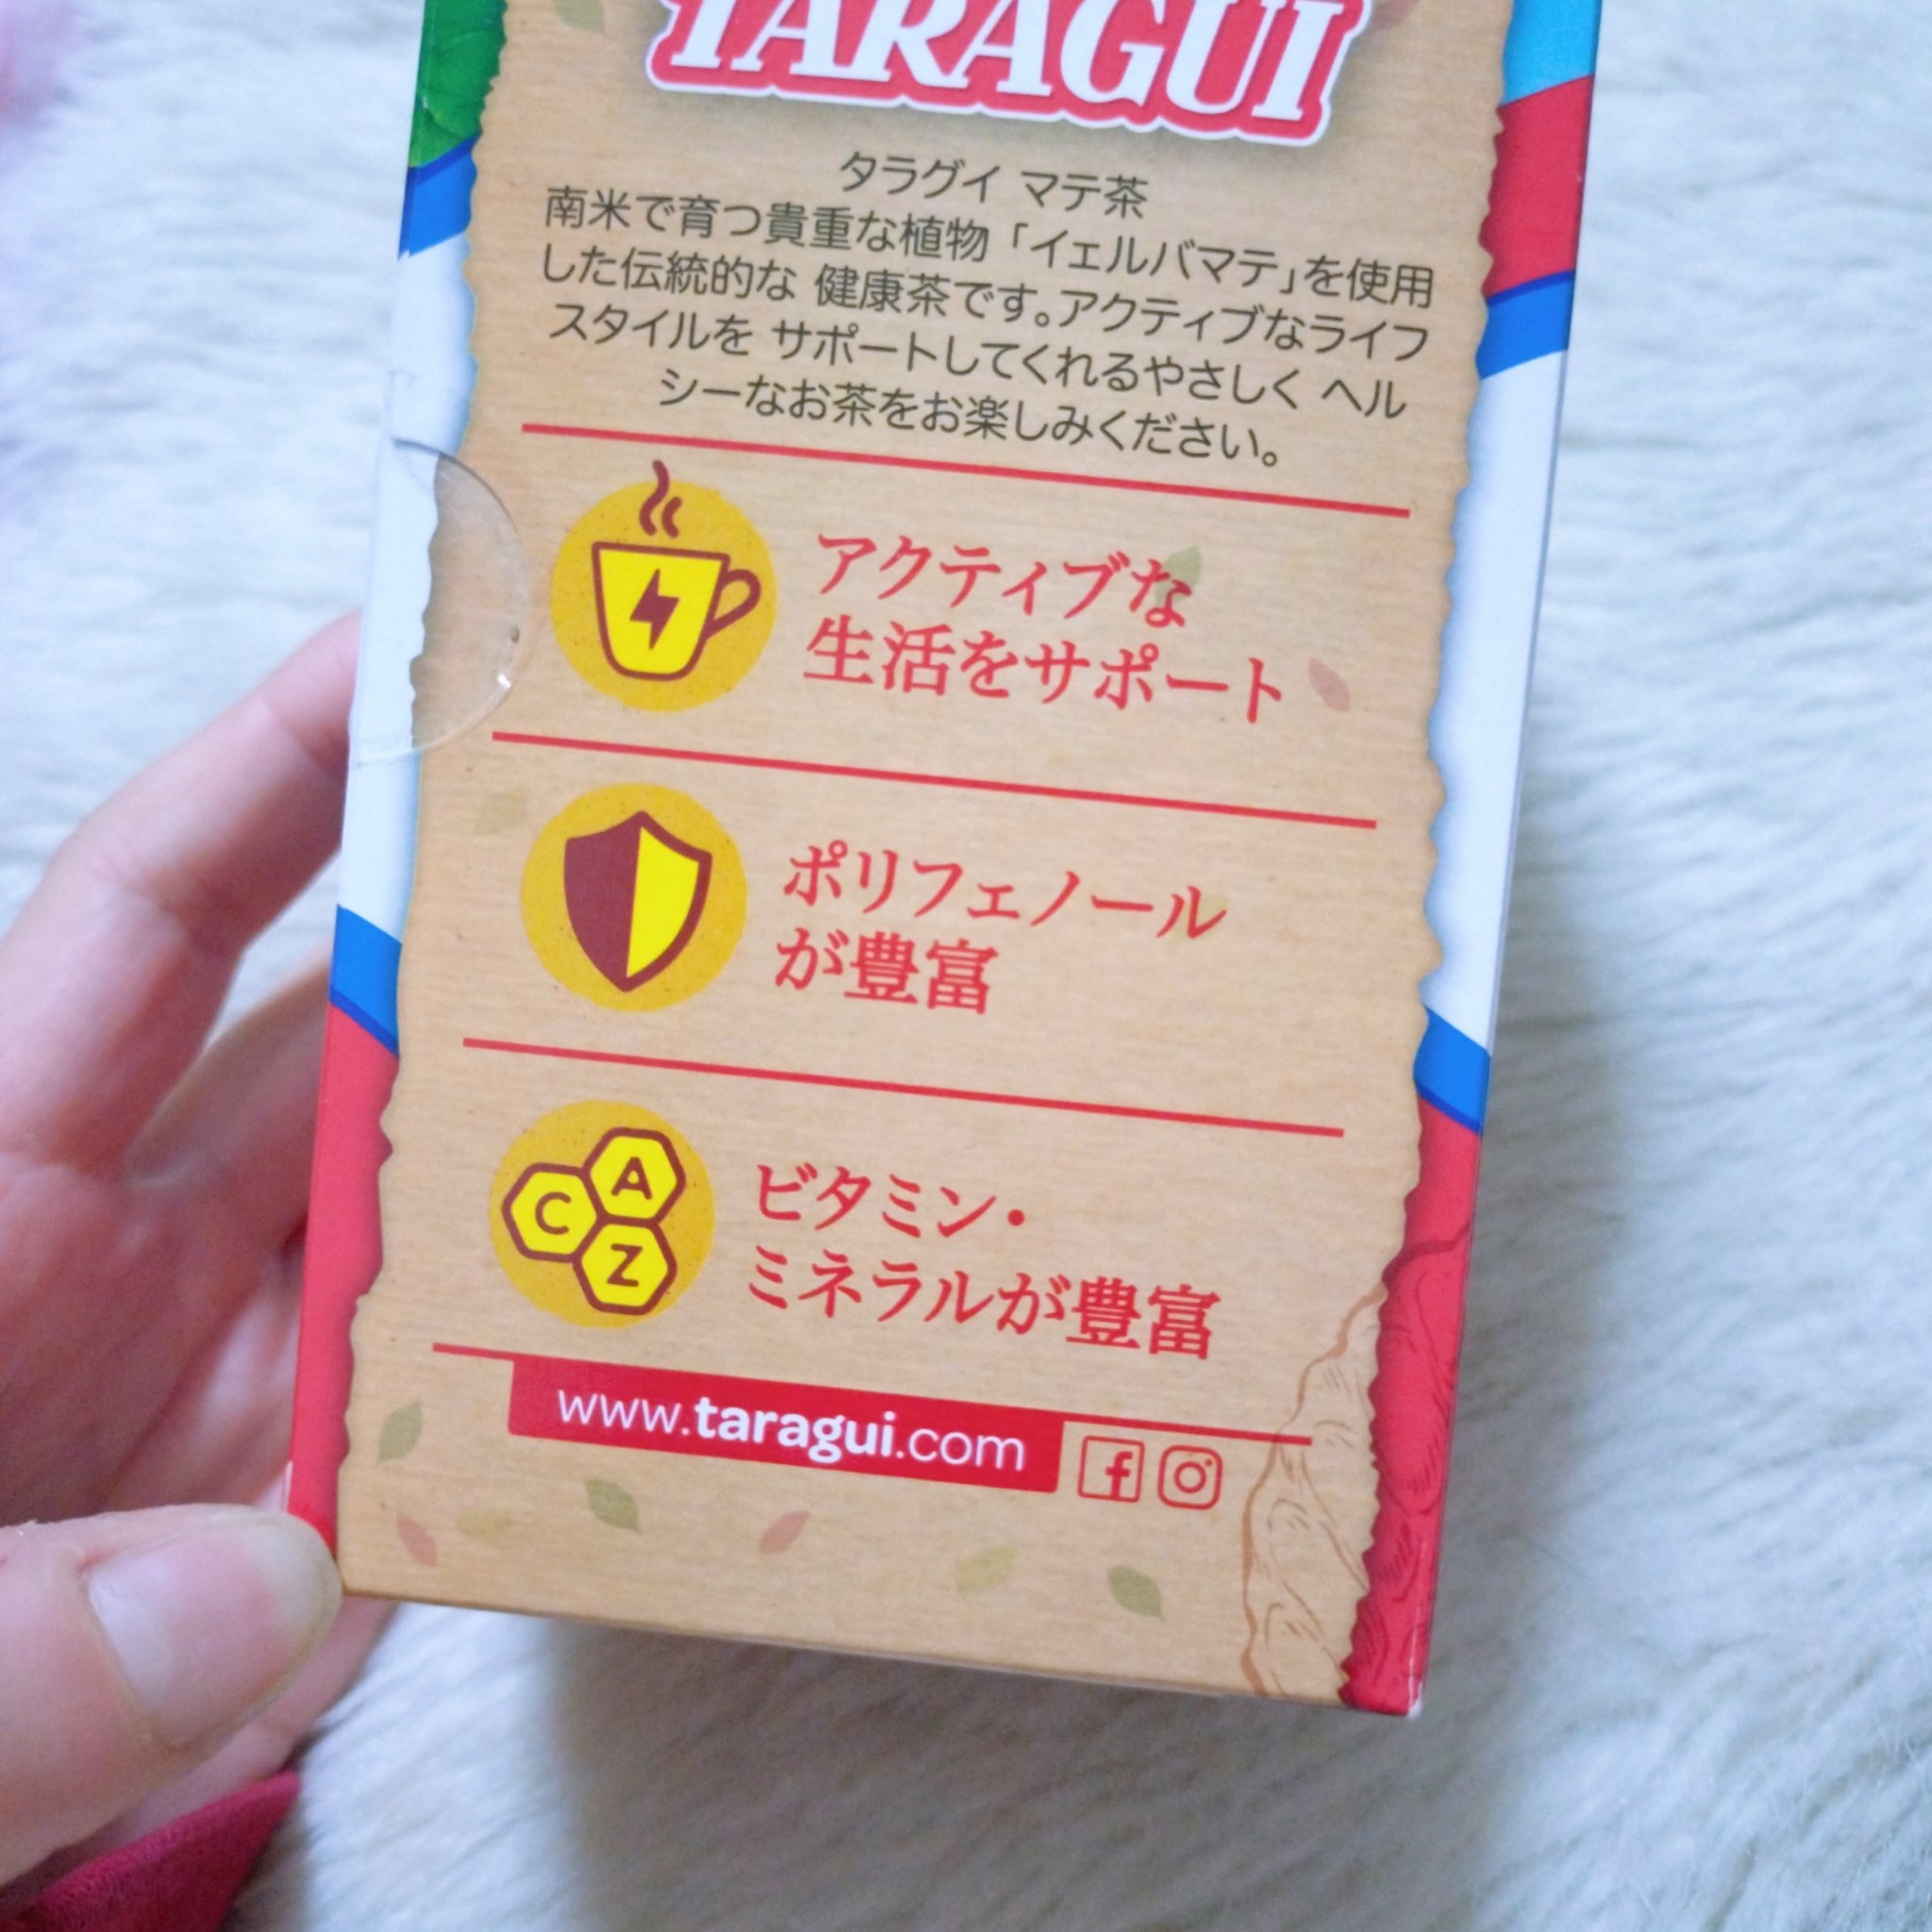 TARAGUI
タラグイ マテ茶
南米で育つ貴重な植物「イェルバマテ」を使用
した伝統的な 健康茶です。アクティブなライフ
スタイルを サポートしてくれるやさしく ヘル
シーなお茶をお楽しみください。
アクティブな
生活をサポート
ポリフェノール
が豊富
A
C
Z
ビタミン・
ミネラルが豊富
www.taragui.com